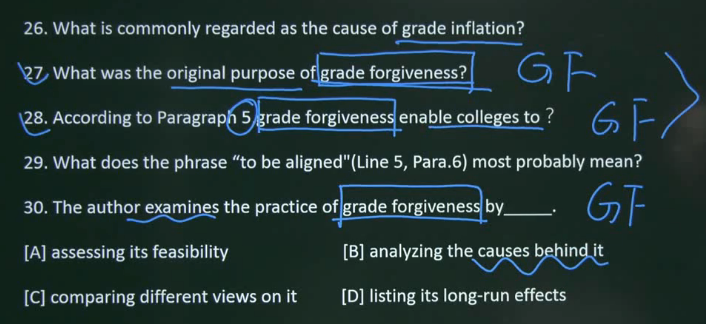 26. What is commonly regarded as the cause of grade inflation?
27. What was the original purpose of grade forgiveness? GF
28. According to Paragraph 5 grade forgiveness enable colleges to ? GF
29. What does the phrase “to be aligned"(Line 5, Para.6) most probably mean?
30. The author examines the practice of grade forgiveness by_____. GF
[A] assessing its feasibility [B] analyzing the causes behind it
[C] comparing different views on it [D] listing its long-run effects